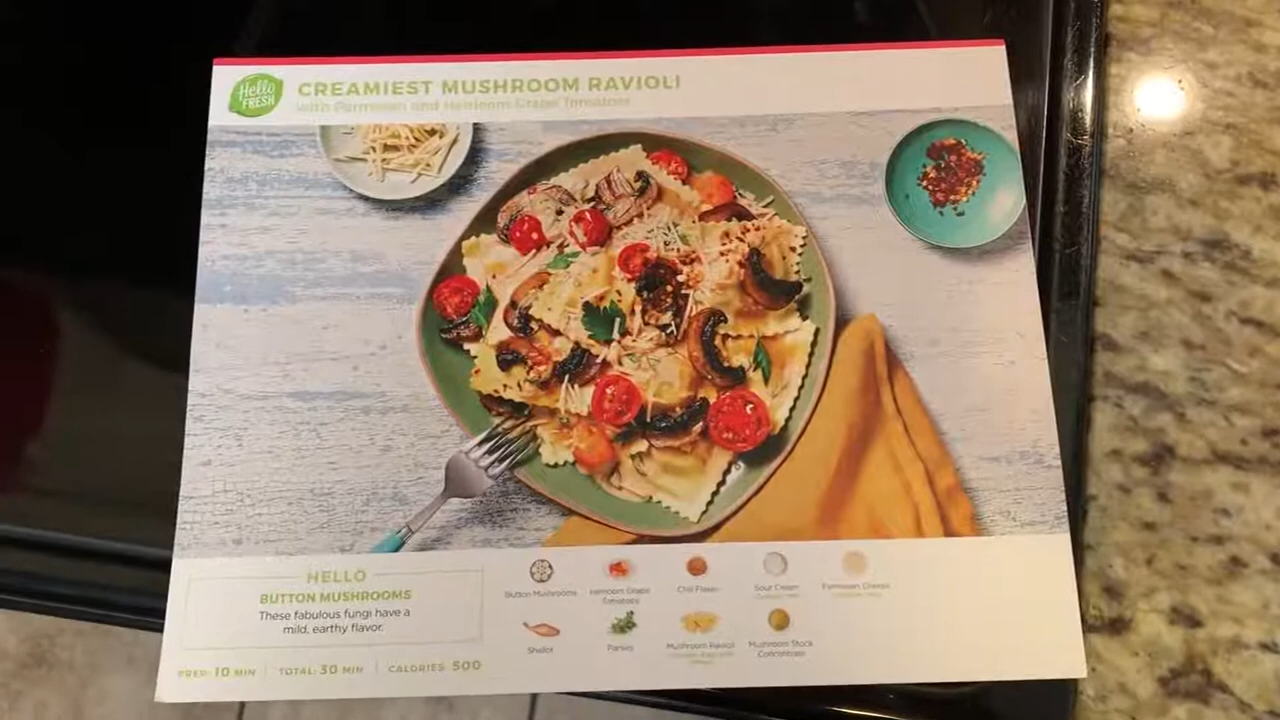 Hello
FRESH
CREAMIEST MUSHROOM RAVIOLI
with Parmesan and Heirloom Grape Tomatoes
HELLO
BUTTON MUSHROOMS
These fabulous fungi have a
mild, earthy flavor.
PREP: 10 MIN | TOTAL: 30 MIN | CALORIES: 500
Button Mushrooms
Heirloom Grape
Tomatoes
Chili Flakes
Sour Cream
Parmesan Cheese
Shallot
Parsley
Mushroom Ravioli
Mushroom Stock
Concentrate